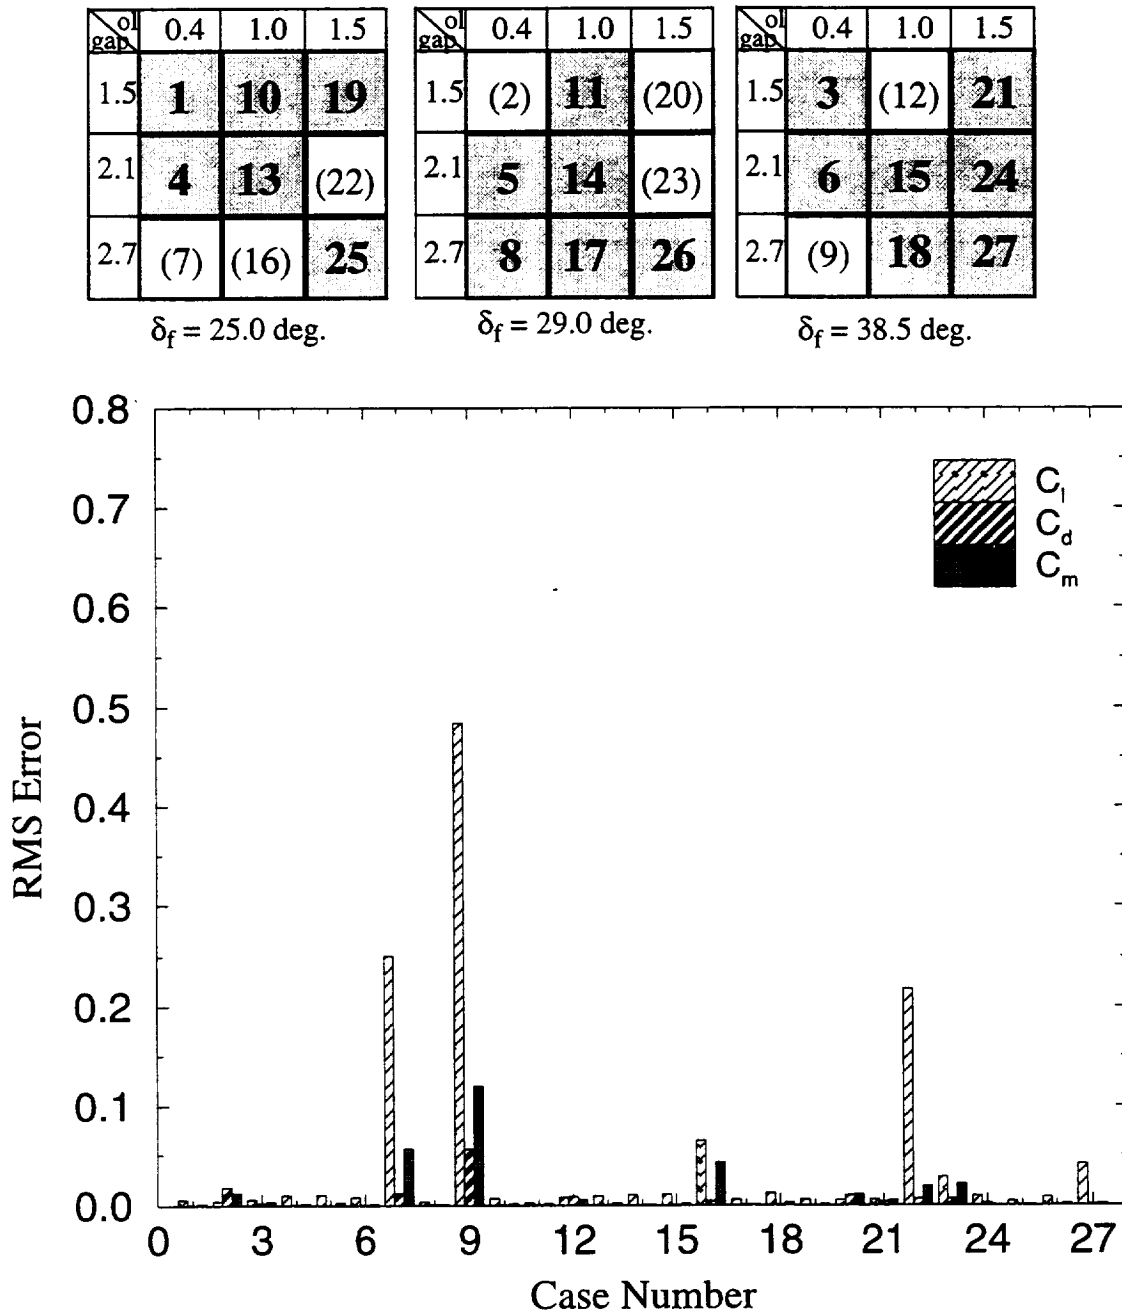 ol 0.4 1.0 1.5 ol 0.4 1.0 1.5 ol 0.4 1.0 1.5
gap gap gap
1.5 1 10 19 1.5 (2) 11 (20) 1.5 3 (12) 21
2.1 4 13 (22) 2.1 5 14 (23) 2.1 6 15 24
2.7 (7) (16) 25 2.7 8 17 26 2.7 (9) 18 27
δf = 25.0 deg. δf = 29.0 deg. δf = 38.5 deg.
0.8
0.7
0.6
0.5
0.4
0.3
0.2
0.1
0.0
RMS Error
Cl
Cd
Cm
0 3 6 9 12 15 18 21 24 27
Case Number